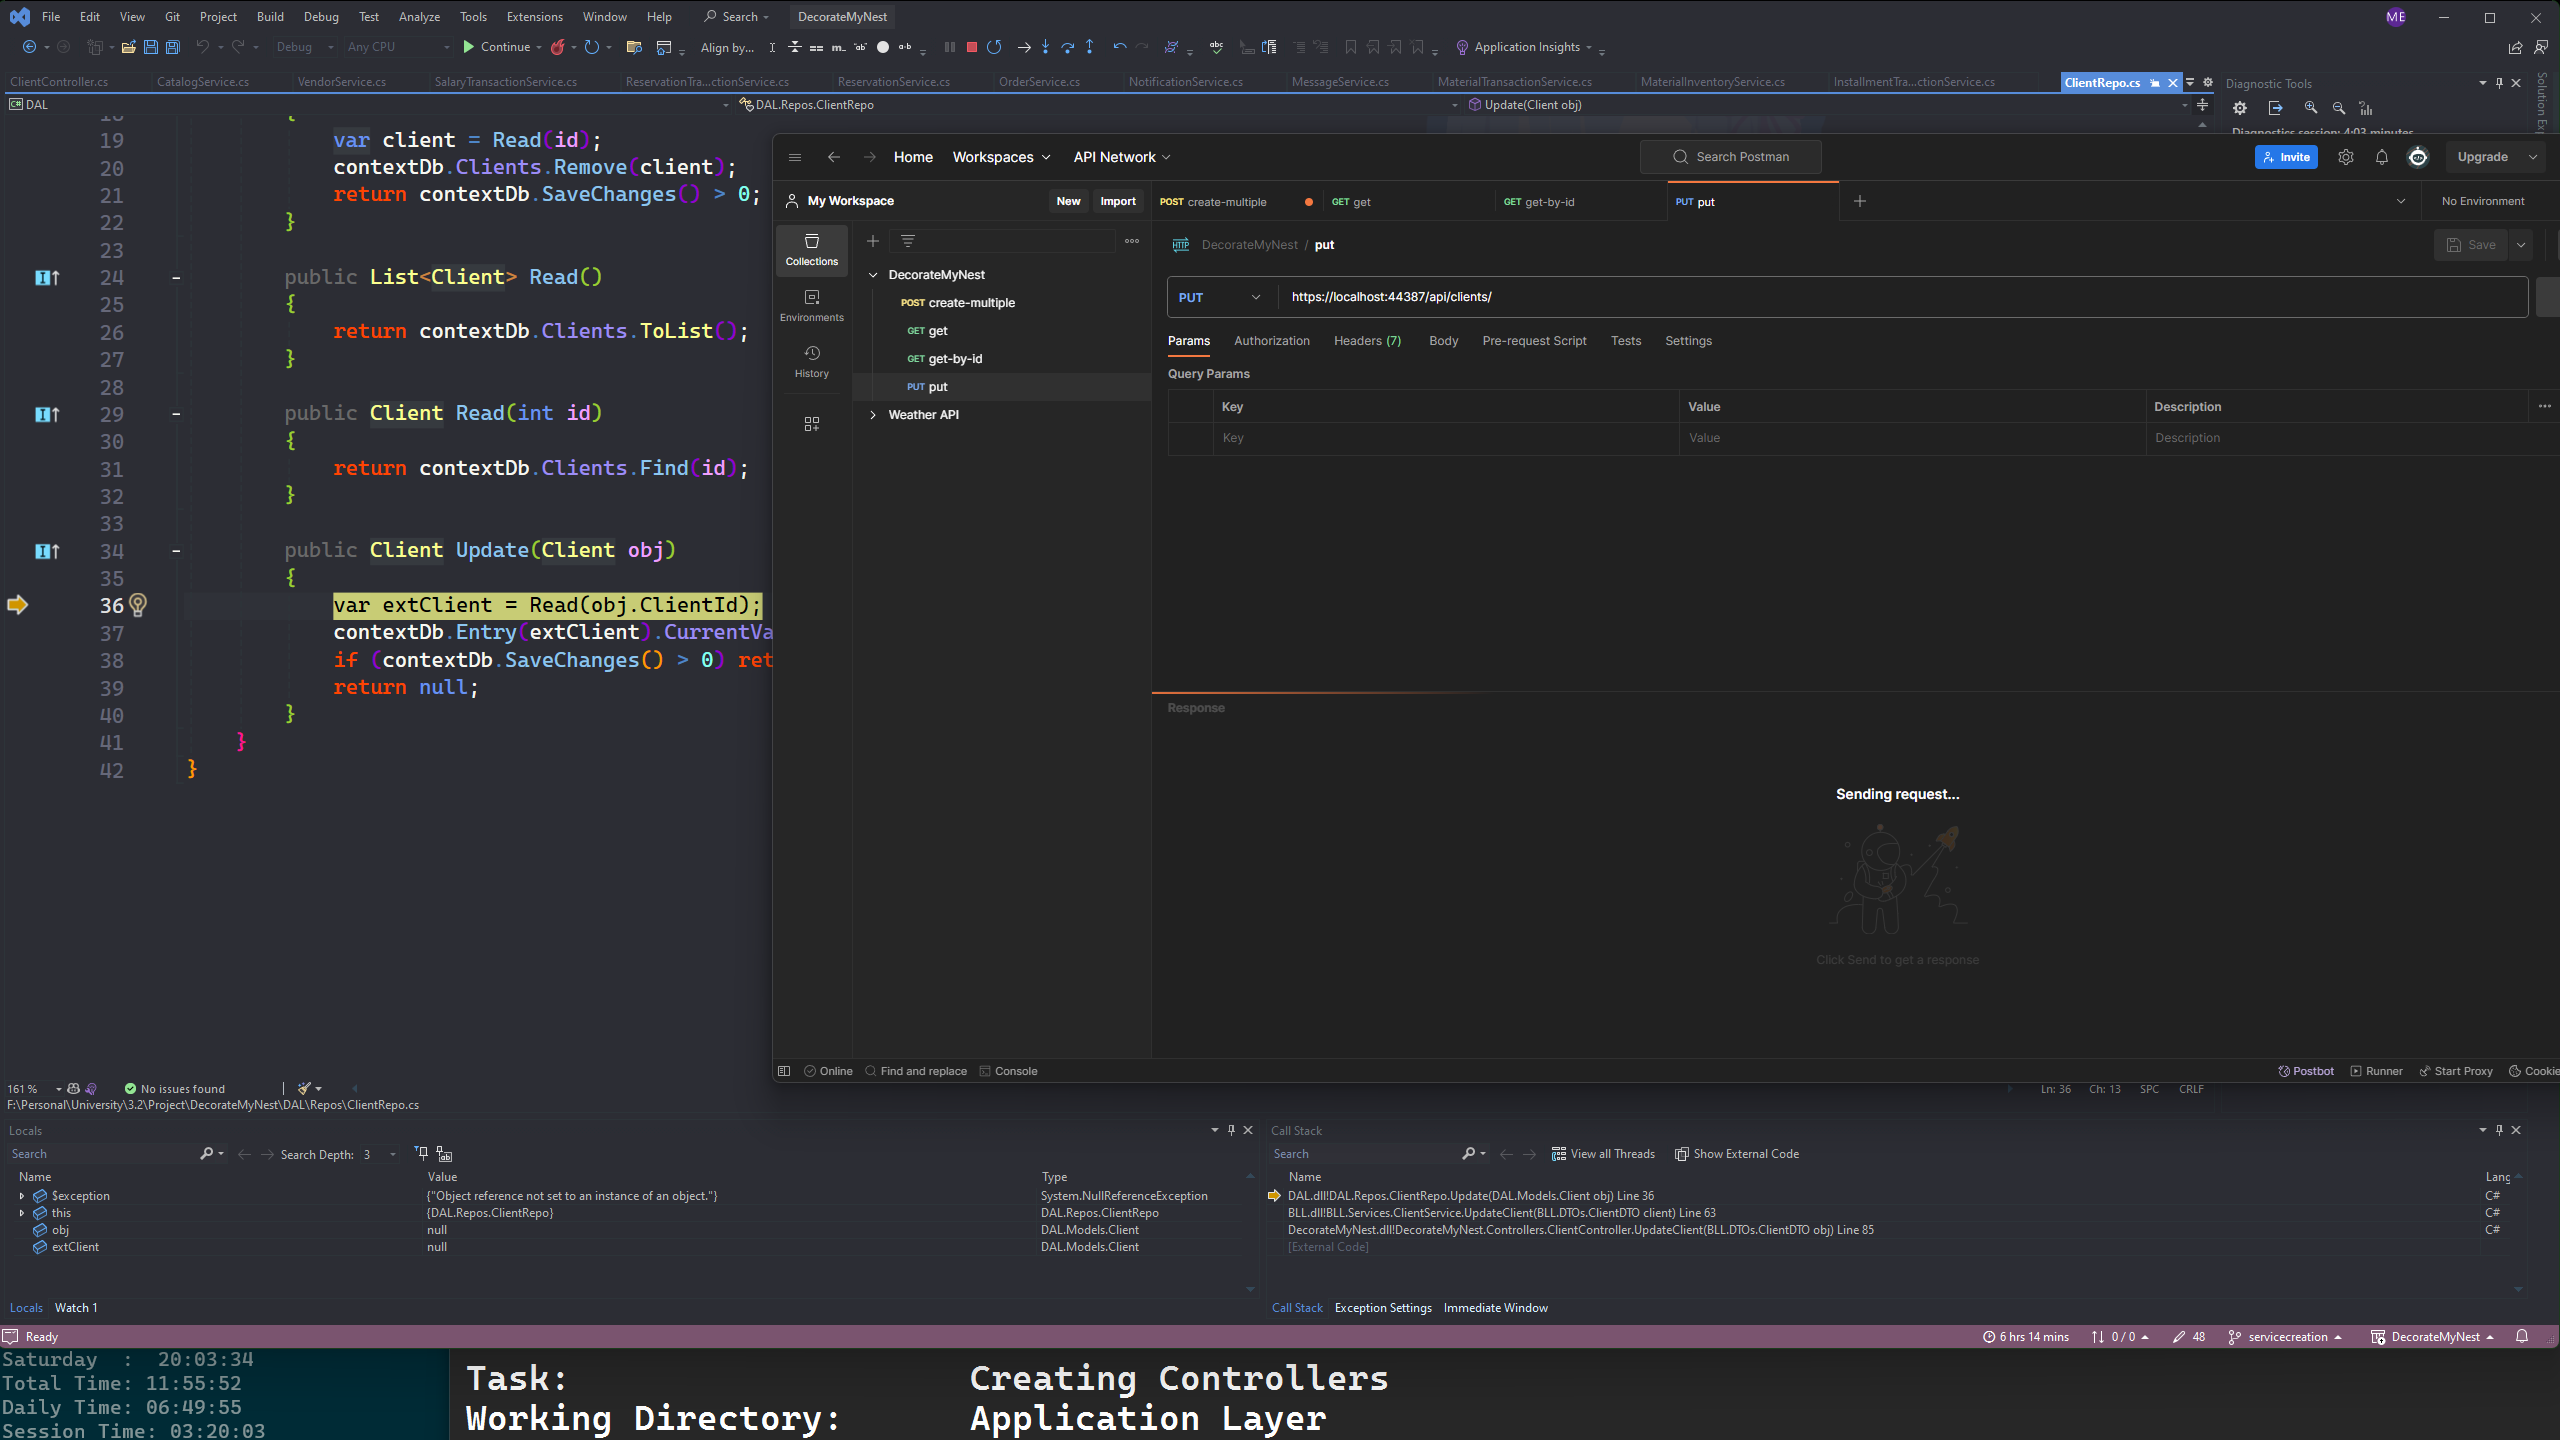 File Edit View Git Project Build Debug Test Analyze Tools Extensions Window Help Search DecorateMyNest ME
Debug Any CPU Continue Align by... Application Insights
ClientController.cs CatalogService.cs VendorService.cs SalaryTransactionService.cs ReservationTra...ctionService.cs ReservationService.cs OrderService.cs NotificationService.cs MessageService.cs MaterialTransactionService.cs MaterialInventoryService.cs InstallmentTra...ctionService.cs ClientRepo.cs
Diagnostic Tools
DAL DAL.Repos.ClientRepo Update(Client obj)
Diagnostics session: 4:03 minutes
18 {
19 var client = Read(id);
20 contextDb.Clients.Remove(client);
21 return contextDb.SaveChanges() > 0;
22 }
23
24 public List<Client> Read()
25 {
26 return contextDb.Clients.ToList();
27 }
28
29 public Client Read(int id)
30 {
31 return contextDb.Clients.Find(id);
32 }
33
34 public Client Update(Client obj)
35 {
36 var extClient = Read(obj.ClientId);
37 contextDb.Entry(extClient).CurrentVa
38 if (contextDb.SaveChanges() > 0) ret
39 return null;
40 }
41 }
42 }
Home Workspaces API Network Search Postman Invite Upgrade
My Workspace New Import POST create-multiple GET get GET get-by-id PUT put No Environment
Collections
Environments
History
DecorateMyNest
POST create-multiple
GET get
GET get-by-id
PUT put
Weather API
HTTP DecorateMyNest / put Save
PUT https://localhost:44387/api/clients/
Params Authorization Headers (7) Body Pre-request Script Tests Settings
Query Params
Key Value Description
Key Value Description
Response
Sending request...
Click Send to get a response
Online Find and replace Console Postbot Runner Start Proxy Cookie
161 % No issues found Ln: 36 Ch: 13 SPC CRLF
F:\Personal\University\3.2\Project\DecorateMyNest\DAL\Repos\ClientRepo.cs
Locals
Search Search Depth: 3
Name Value Type
$exception {"Object reference not set to an instance of an object."} System.NullReferenceException
this {DAL.Repos.ClientRepo} DAL.Repos.ClientRepo
obj null DAL.Models.Client
extClient null DAL.Models.Client
Locals Watch 1
Call Stack
Search View all Threads Show External Code
Name Lang
DAL.dll!DAL.Repos.ClientRepo.Update(DAL.Models.Client obj) Line 36 C#
BLL.dll!BLL.Services.ClientService.UpdateClient(BLL.DTOs.ClientDTO client) Line 63 C#
DecorateMyNest.dll!DecorateMyNest.Controllers.ClientController.UpdateClient(BLL.DTOs.ClientDTO obj) Line 85 C#
[External Code]
Call Stack Exception Settings Immediate Window
Ready 6 hrs 14 mins 0 / 0 48 servicecreation DecorateMyNest
Saturday : 20:03:34
Total Time: 11:55:52
Daily Time: 06:49:55
Session Time: 03:20:03
Task: Creating Controllers
Working Directory: Application Layer